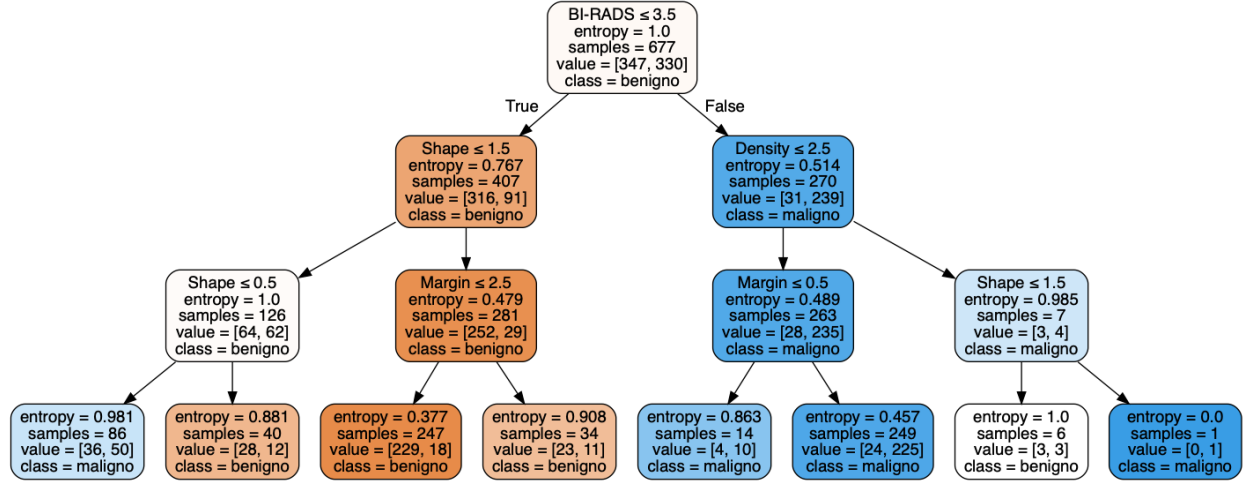 BI-RADS ≤ 3.5
entropy = 1.0
samples = 677
value = [347, 330]
class = benigno
True
False
Shape ≤ 1.5
entropy = 0.767
samples = 407
value = [316, 91]
class = benigno
Density ≤ 2.5
entropy = 0.514
samples = 270
value = [31, 239]
class = maligno
Shape ≤ 0.5
entropy = 1.0
samples = 126
value = [64, 62]
class = benigno
Margin ≤ 2.5
entropy = 0.479
samples = 281
value = [252, 29]
class = benigno
Margin ≤ 0.5
entropy = 0.489
samples = 263
value = [28, 235]
class = maligno
Shape ≤ 1.5
entropy = 0.985
samples = 7
value = [3, 4]
class = maligno
entropy = 0.981
samples = 86
value = [36, 50]
class = maligno
entropy = 0.881
samples = 40
value = [28, 12]
class = benigno
entropy = 0.377
samples = 247
value = [229, 18]
class = benigno
entropy = 0.908
samples = 34
value = [23, 11]
class = benigno
entropy = 0.863
samples = 14
value = [4, 10]
class = maligno
entropy = 0.457
samples = 249
value = [24, 225]
class = maligno
entropy = 1.0
samples = 6
value = [3, 3]
class = benigno
entropy = 0.0
samples = 1
value = [0, 1]
class = maligno